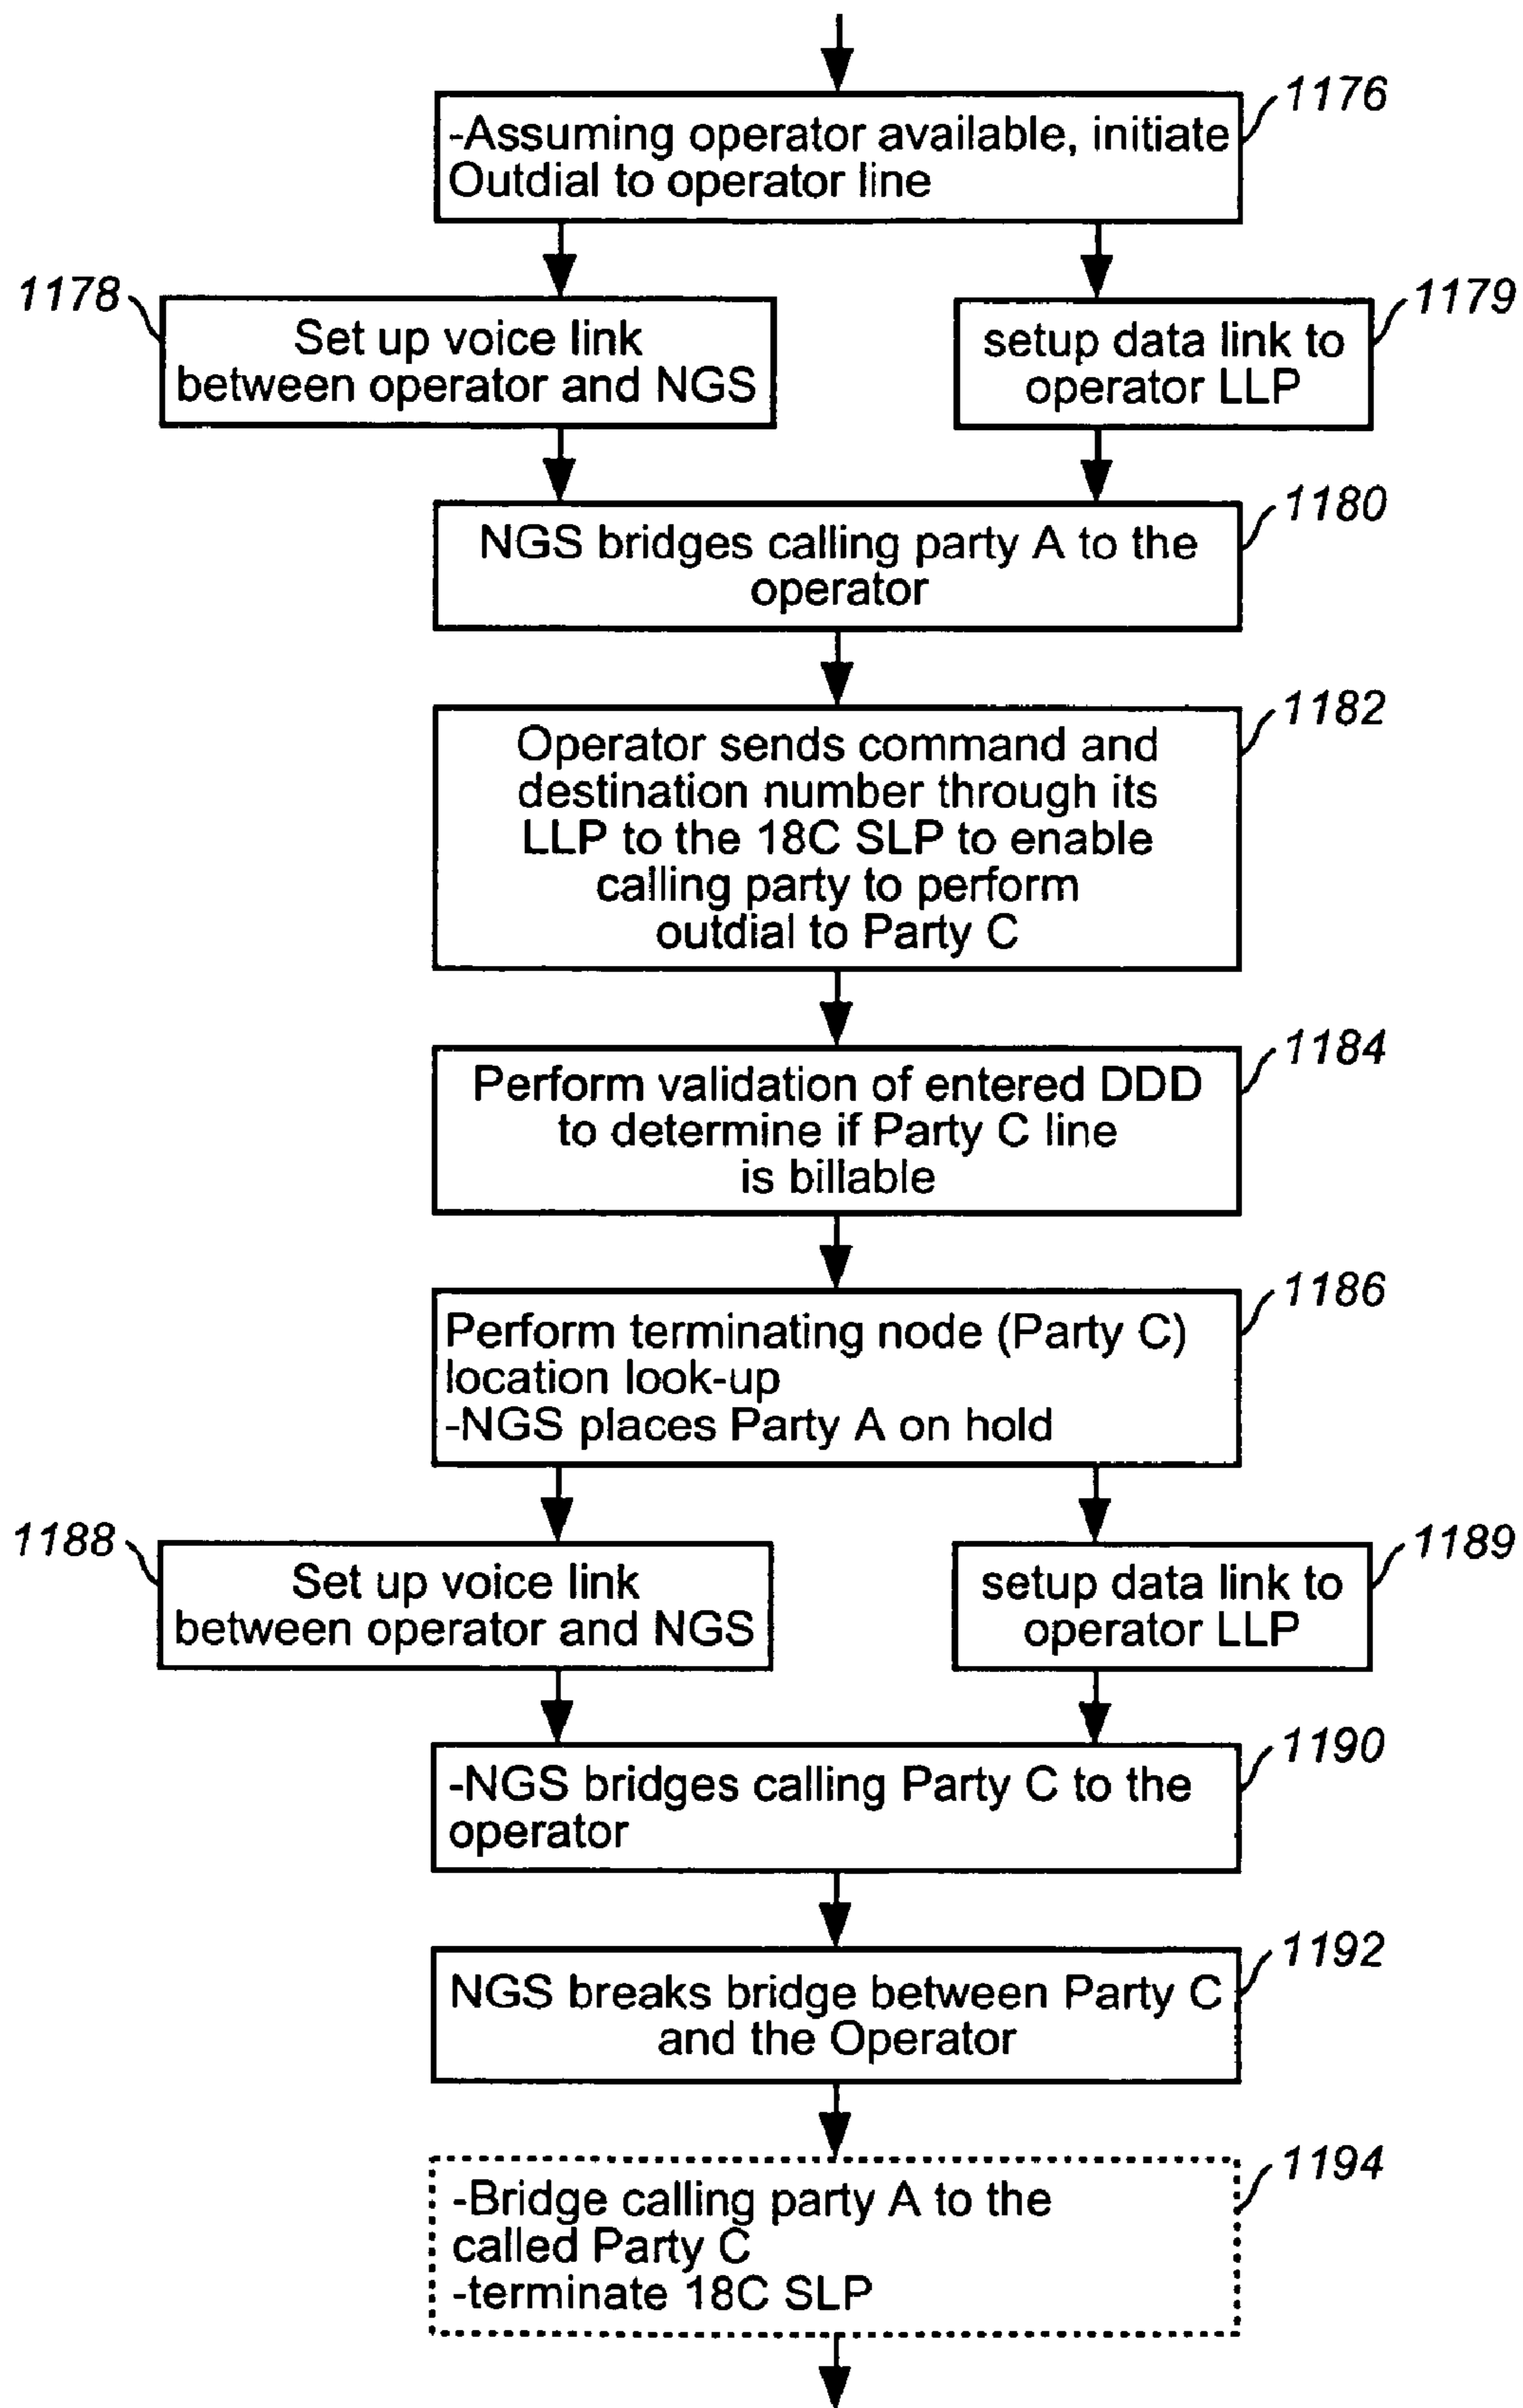 1176
-Assuming operator available, initiate
Outdial to operator line
1178
Set up voice link
between operator and NGS
1179
setup data link to
operator LLP
1180
NGS bridges calling party A to the
operator
1182
Operator sends command and
destination number through its
LLP to the 18C SLP to enable
calling party to perform
outdial to Party C
1184
Perform validation of entered DDD
to determine if Party C line
is billable
1186
Perform terminating node (Party C)
location look-up
-NGS places Party A on hold
1188
Set up voice link
between operator and NGS
1189
setup data link to
operator LLP
1190
-NGS bridges calling Party C to the
operator
1192
NGS breaks bridge between Party C
and the Operator
1194
-Bridge calling party A to the
called Party C
-terminate 18C SLP